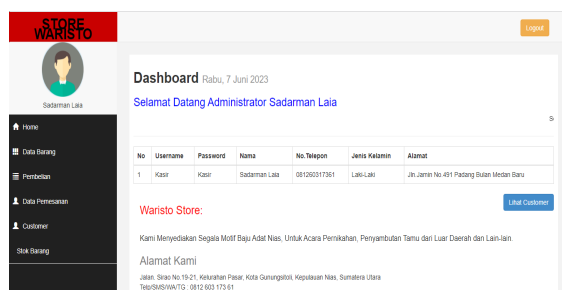 STORE
WARISTO
Logout
Sadarman Laia
Home
Data Barang
Pembelian
Data Pemesanan
Customer
Stok Barang
Dashboard Rabu, 7 Juni 2023
Selamat Datang Administrator Sadarman Laia
No Username Password Nama No.Telepon Jenis Kelamin Alamat
1 Kasir Kasir Sadarman Laia 081260317361 Laki-Laki Jln.Jamin No.491 Padang Bulan Medan Baru
Lihat Customer
Waristo Store:
Kami Menyediakan Segala Motif Baju Adat Nias, Untuk Acara Pernikahan, Penyambutan Tamu dari Luar Daerah dan Lain-lain.
Alamat Kami
Jalan: Sirao No.19-21, Kelurahan Pasar, Kota Gunungsitoli, Kepulauan Nias, Sumatera Utara
Telp/SMS/WA/TG : 0812 603 173 61